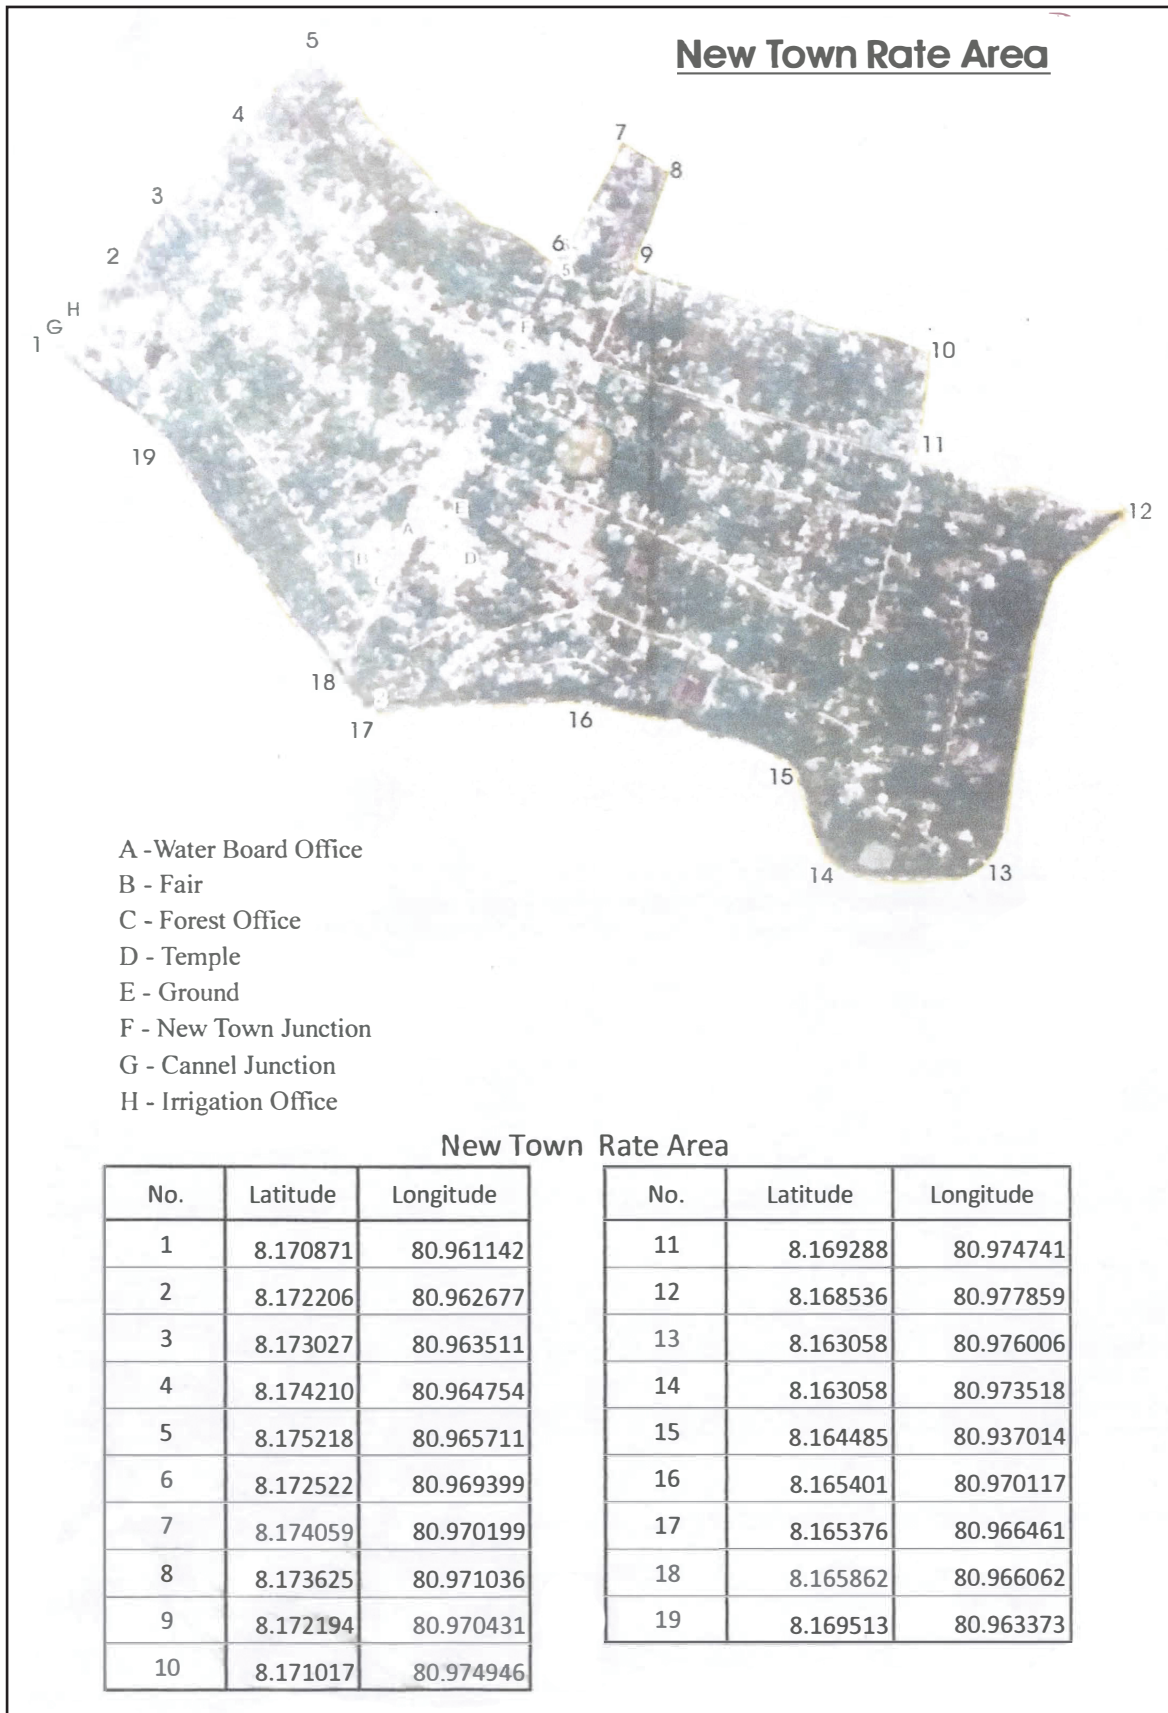 New Town Rate Area
5
4
7
8
3
6
9
2
5
H
G
F
1
10
11
19
E
12
A
B
D
C
18
17
16
15
14
13
A -Water Board Office
B - Fair
C - Forest Office
D - Temple
E - Ground
F - New Town Junction
G - Cannel Junction
H - Irrigation Office
New Town Rate Area
No. Latitude Longitude
1 8.170871 80.961142
2 8.172206 80.962677
3 8.173027 80.963511
4 8.174210 80.964754
5 8.175218 80.965711
6 8.172522 80.969399
7 8.174059 80.970199
8 8.173625 80.971036
9 8.172194 80.970431
10 8.171017 80.974946
No. Latitude Longitude
11 8.169288 80.974741
12 8.168536 80.977859
13 8.163058 80.976006
14 8.163058 80.973518
15 8.164485 80.937014
16 8.165401 80.970117
17 8.165376 80.966461
18 8.165862 80.966062
19 8.169513 80.963373